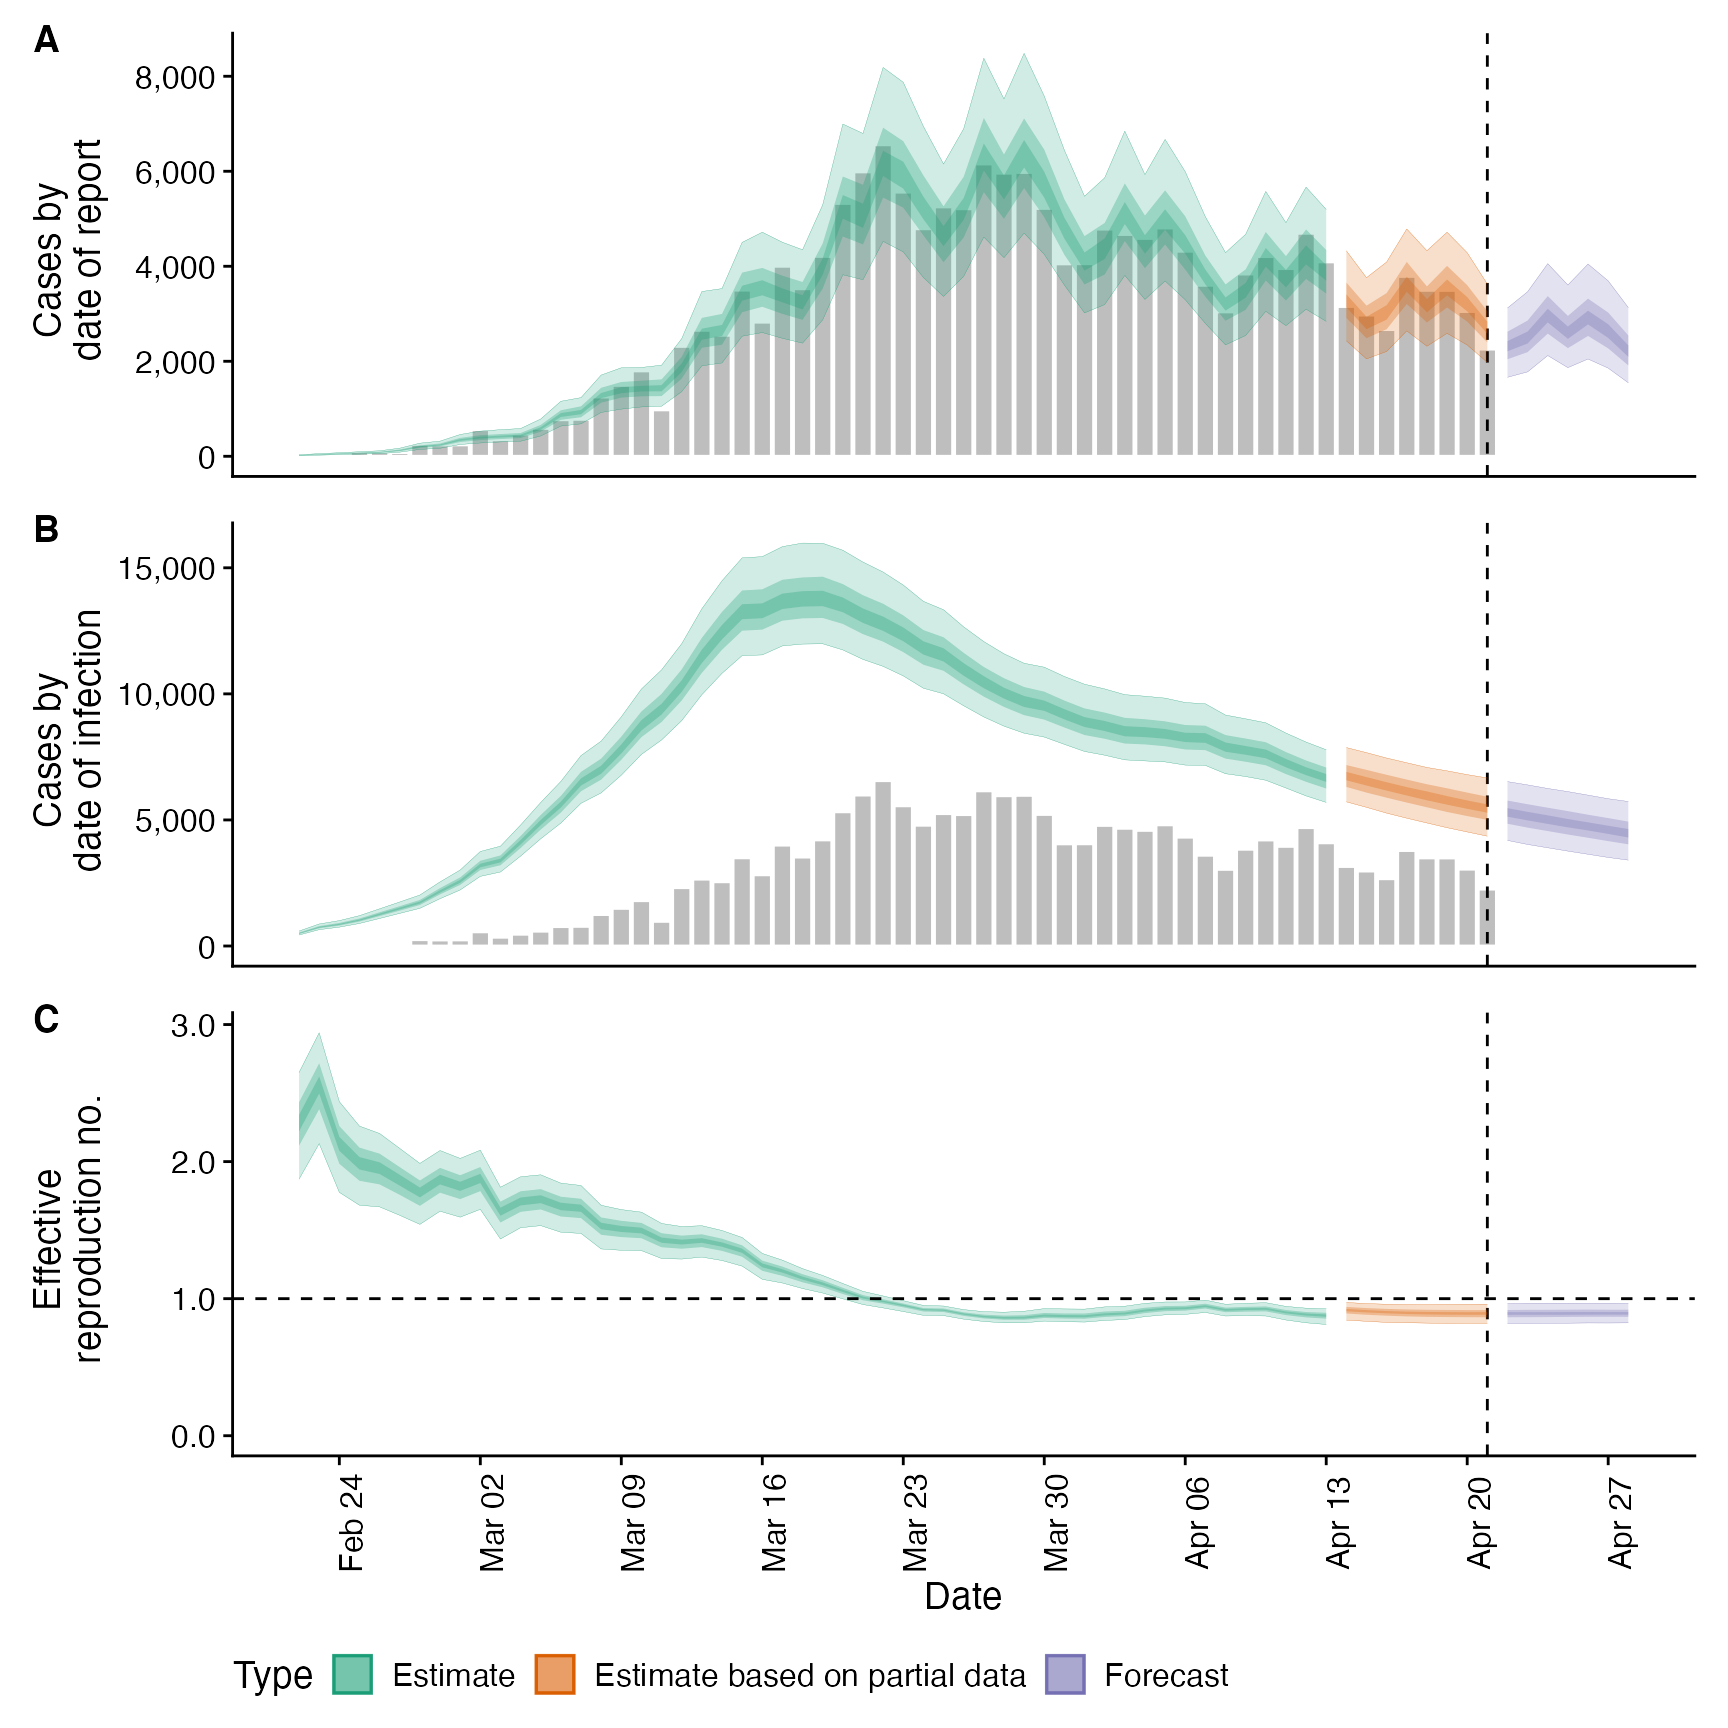 A
Cases by
date of report
8,000
6,000
4,000
2,000
0
B
Cases by
date of infection
15,000
10,000
5,000
0
C
Effective
reproduction no.
3.0
2.0
1.0
0.0
Feb 24
Mar 02
Mar 09
Mar 16
Mar 23
Mar 30
Apr 06
Apr 13
Apr 20
Apr 27
Date
Type Estimate Estimate based on partial data Forecast